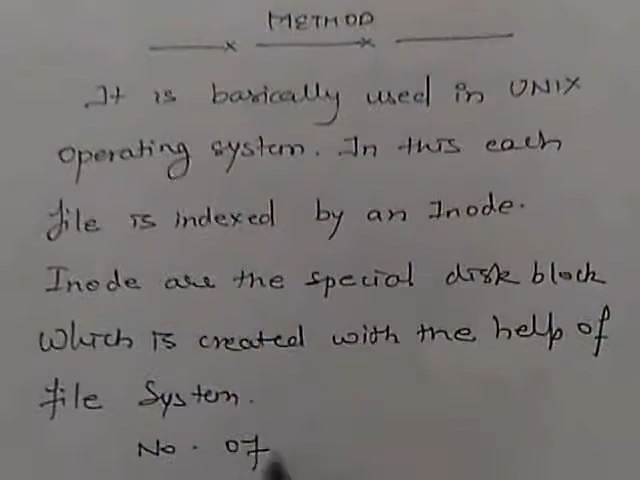 METHOD
It is basically used in UNIX
operating system. In this each
file is indexed by an Inode.
Inode are the special disk block
which is created with the help of
file System.
No. of